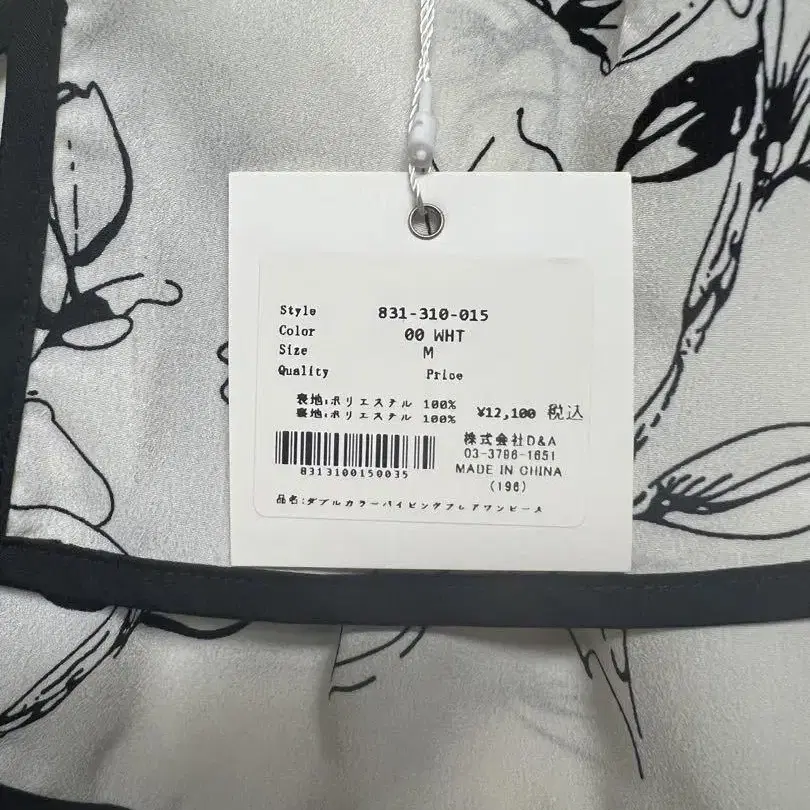 Style 831-310-015
Color 00 WHT
Size M
Quality Price
表地:ポリエステル 100%
裏地:ポリエステル 100%
¥12,100 税込
8313100150035
株式会社D&A
03-3796-1651
MADE IN CHINA
(196)
品名:ダブルカラーパイピングフレアワンピース